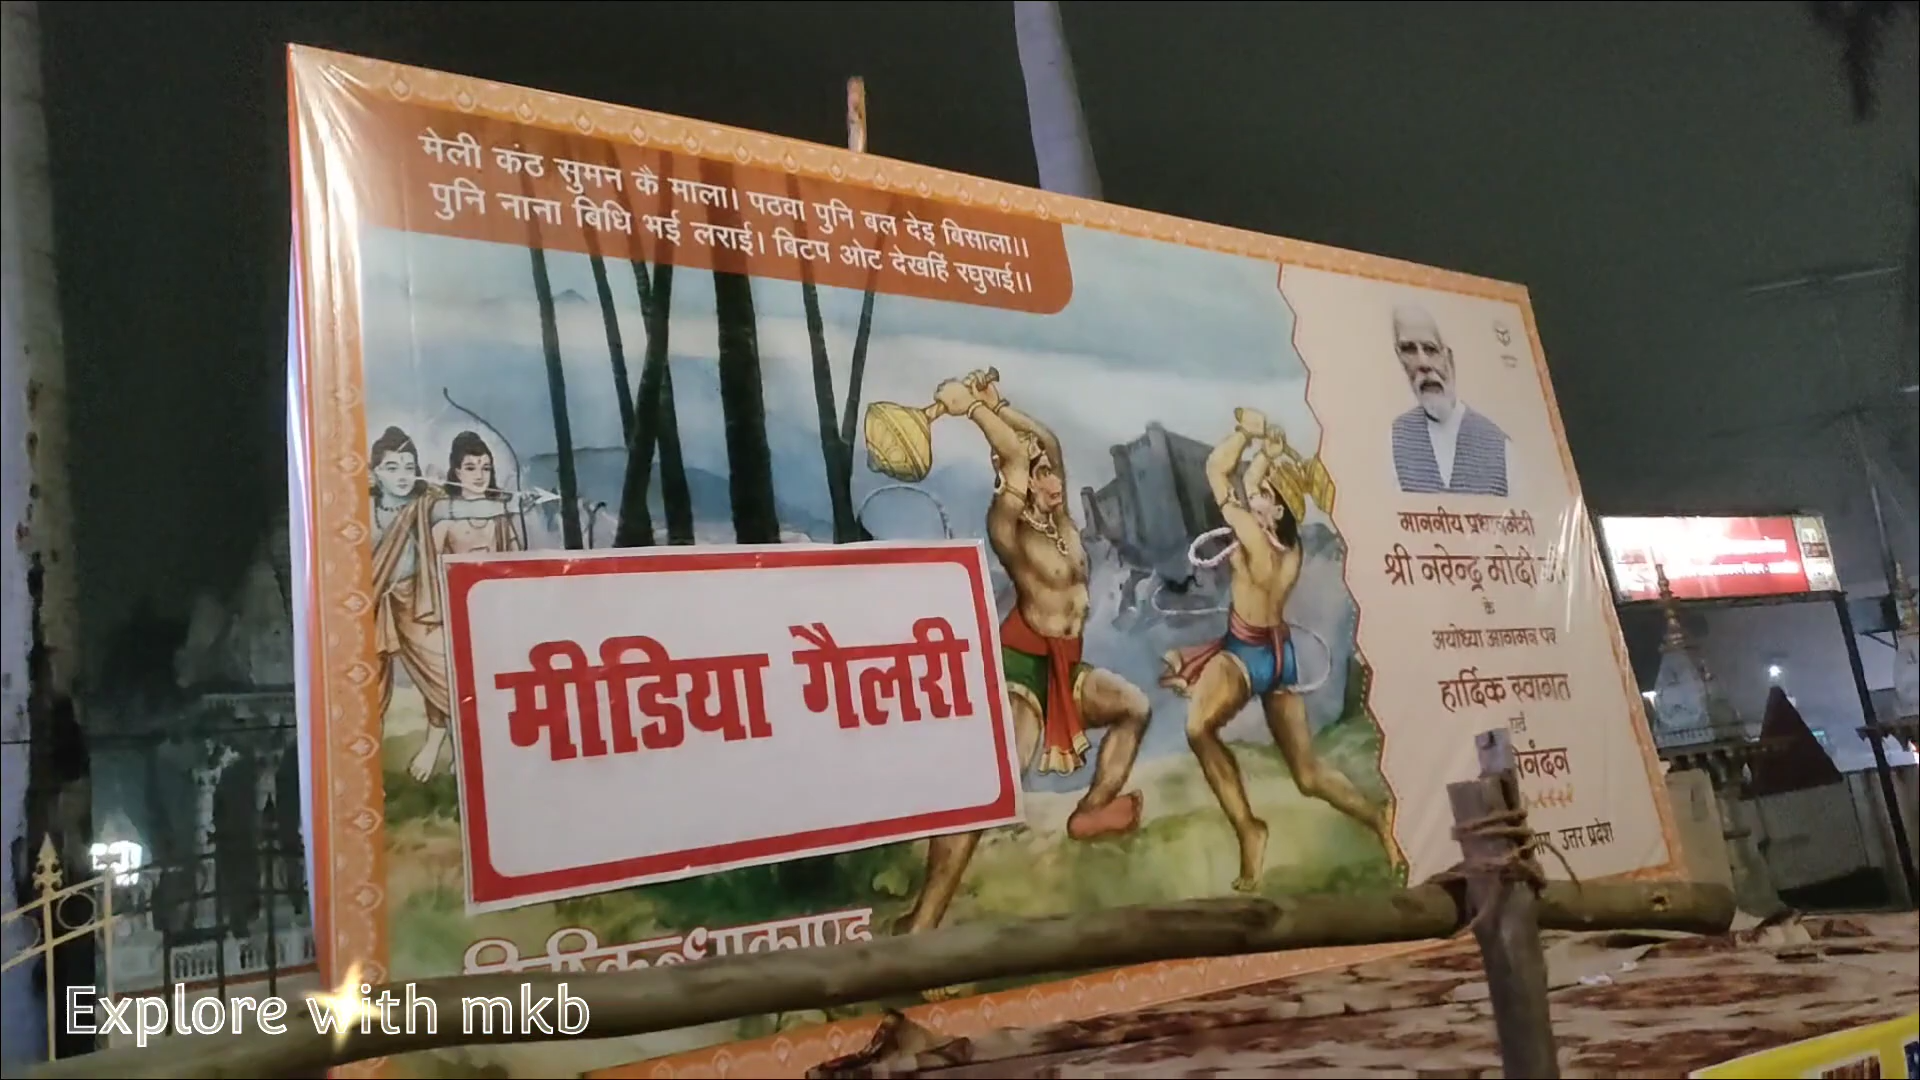 मेली कंठ सुमन कै माला। पठवा पुनि बल देइ बिसाला।।
पुनि नाना बिधि भई लराई। बिटप ओट देखहिं रघुराई।।
माननीय प्रधानमंत्री
श्री नरेन्द्र मोदी जी
के
अयोध्या आगमन पर
हार्दिक स्वागत
एवं
उत्तर प्रदेश
मीडिया गैलरी
Explore with mkb